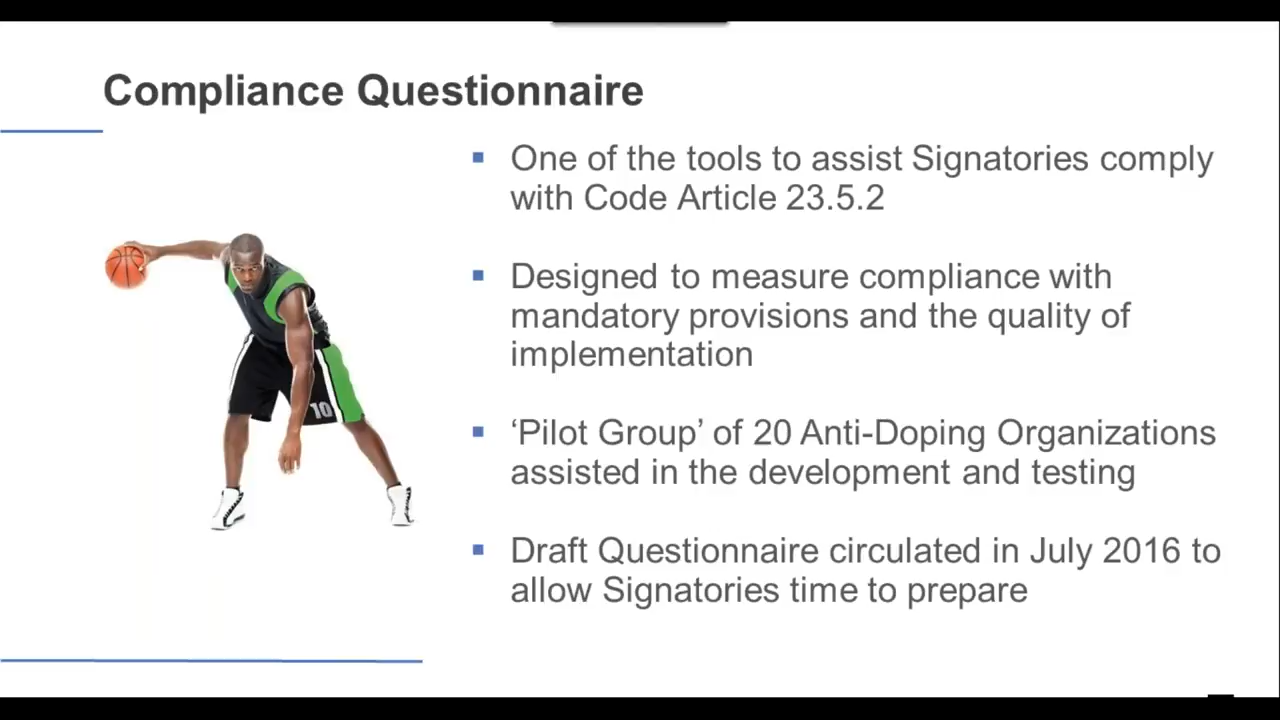 Compliance Questionnaire
▪ One of the tools to assist Signatories comply
with Code Article 23.5.2
▪ Designed to measure compliance with
mandatory provisions and the quality of
implementation
▪ ‘Pilot Group’ of 20 Anti-Doping Organizations
assisted in the development and testing
▪ Draft Questionnaire circulated in July 2016 to
allow Signatories time to prepare
10